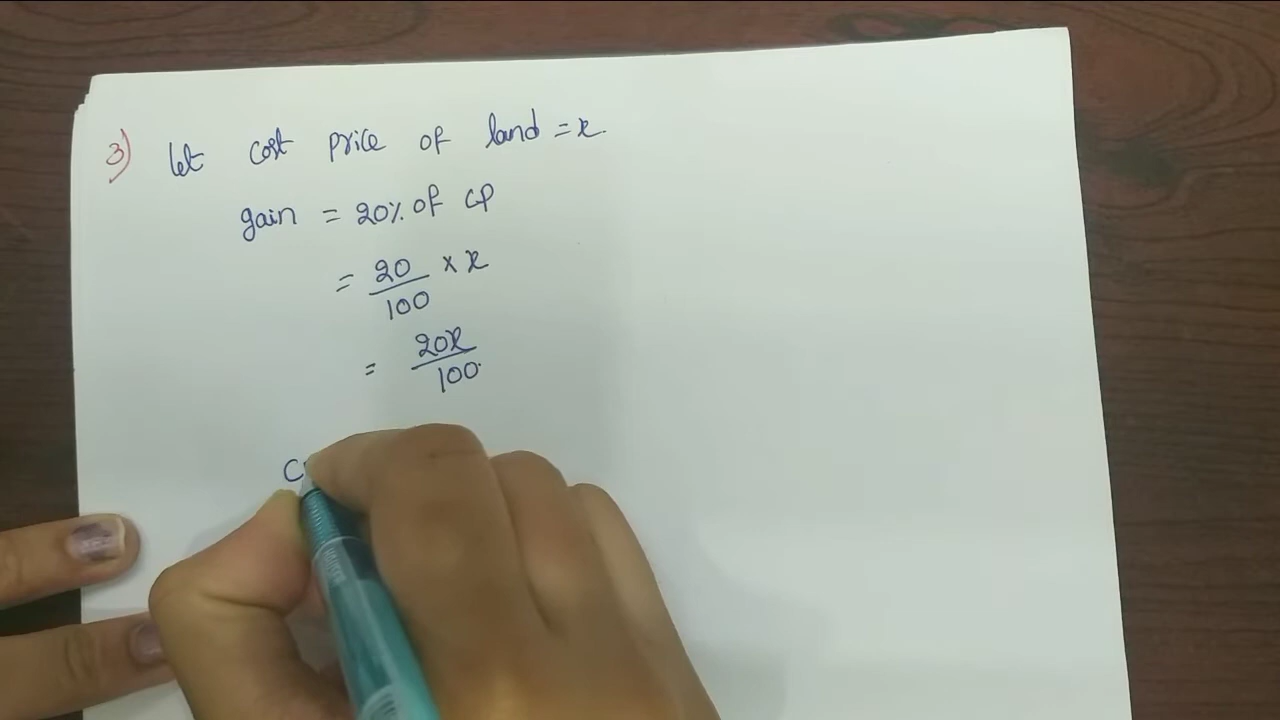 3) Let cost price of land = x.
gain = 20% of CP
= 20/100 × x
= 20x/100.
C